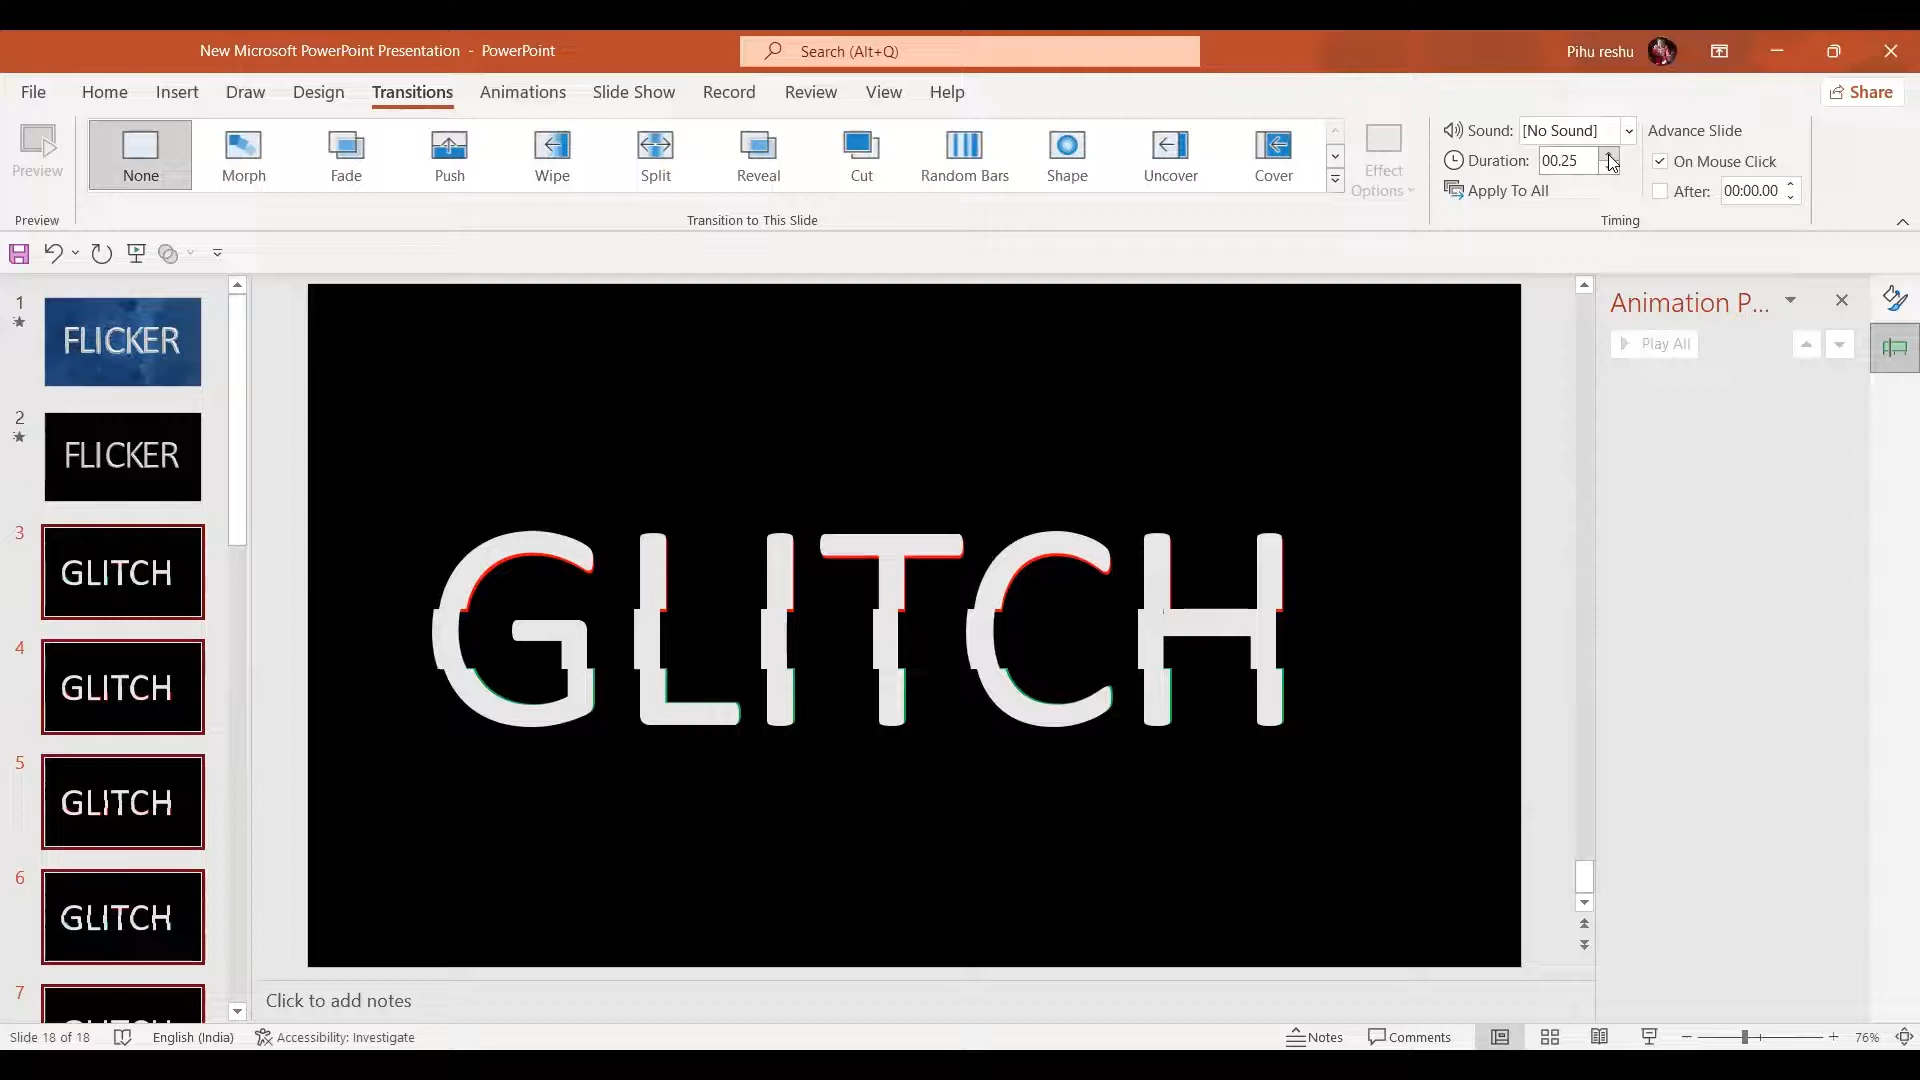 New Microsoft PowerPoint Presentation - PowerPoint
Search (Alt+Q)
Pihu reshu
File Home Insert Draw Design Transitions Animations Slide Show Record Review View Help
Share
Preview
None Morph Fade Push Wipe Split Reveal Cut Random Bars Shape Uncover Cover
Effect Options
Sound: [No Sound]
Duration: 00.25
Apply To All
Advance Slide
On Mouse Click
After: 00:00.00
Preview
Transition to This Slide
Timing
1
FLICKER
2
FLICKER
3
GLITCH
4
GLITCH
5
GLITCH
6
GLITCH
7
GLITCH
Animation P...
Play All
Click to add notes
Slide 18 of 18
English (India)
Accessibility: Investigate
Notes
Comments
76%